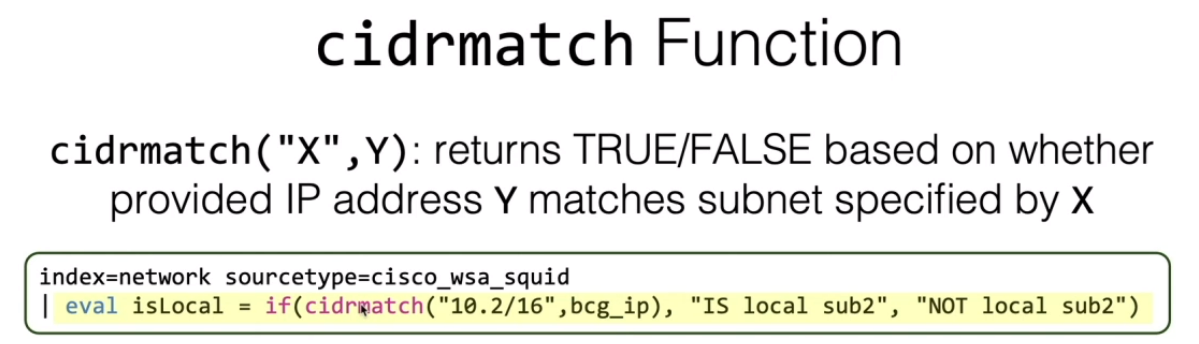 cidrmatch Function
cidrmatch("X",Y): returns TRUE/FALSE based on whether
provided IP address Y matches subnet specified by X
index=network sourcetype=cisco_wsa_squid
| eval isLocal = if(cidrmatch("10.2/16",bcg_ip), "IS local sub2", "NOT local sub2")